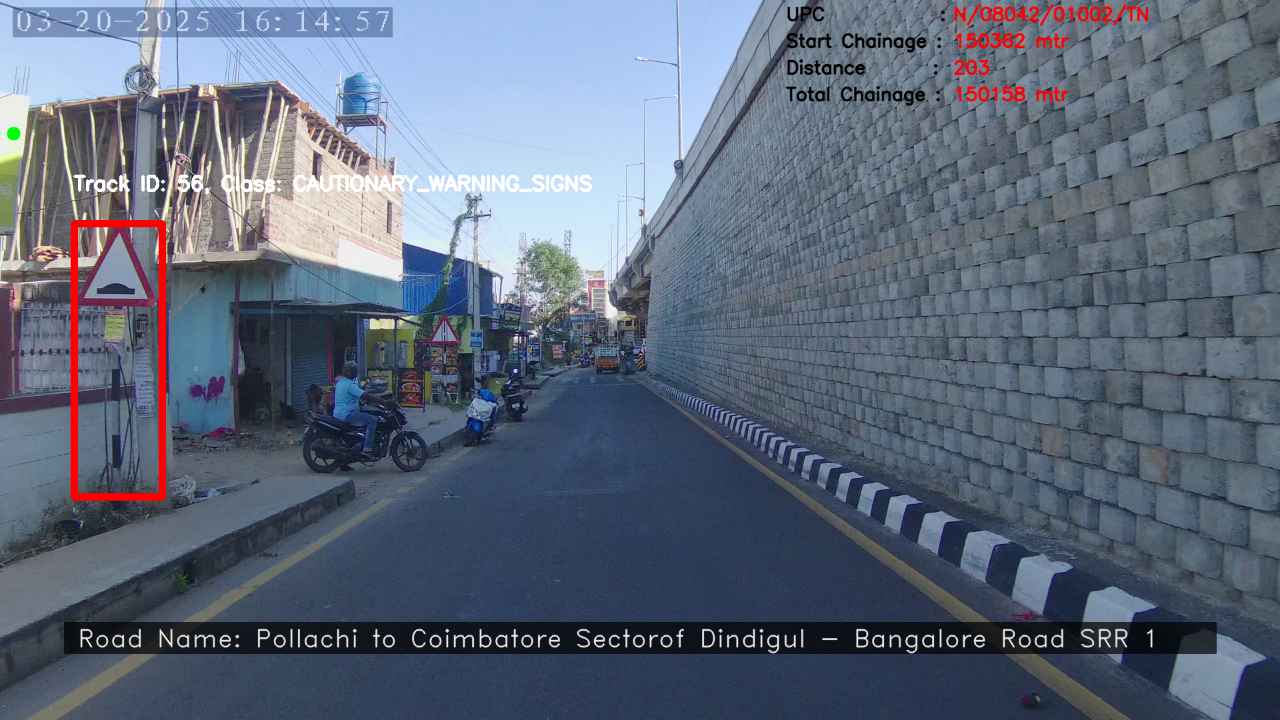 03-20-2025 16:14:57
UPC : N/08042/01002/TN
Start Chainage : 150362 mtr
Distance : 203
Total Chainage : 150158 mtr
Track ID: 56, Class: CAUTIONARY_WARNING_SIGNS
Road Name: Pollachi to Coimbatore Sectorof Dindigul - Bangalore Road SRR 1